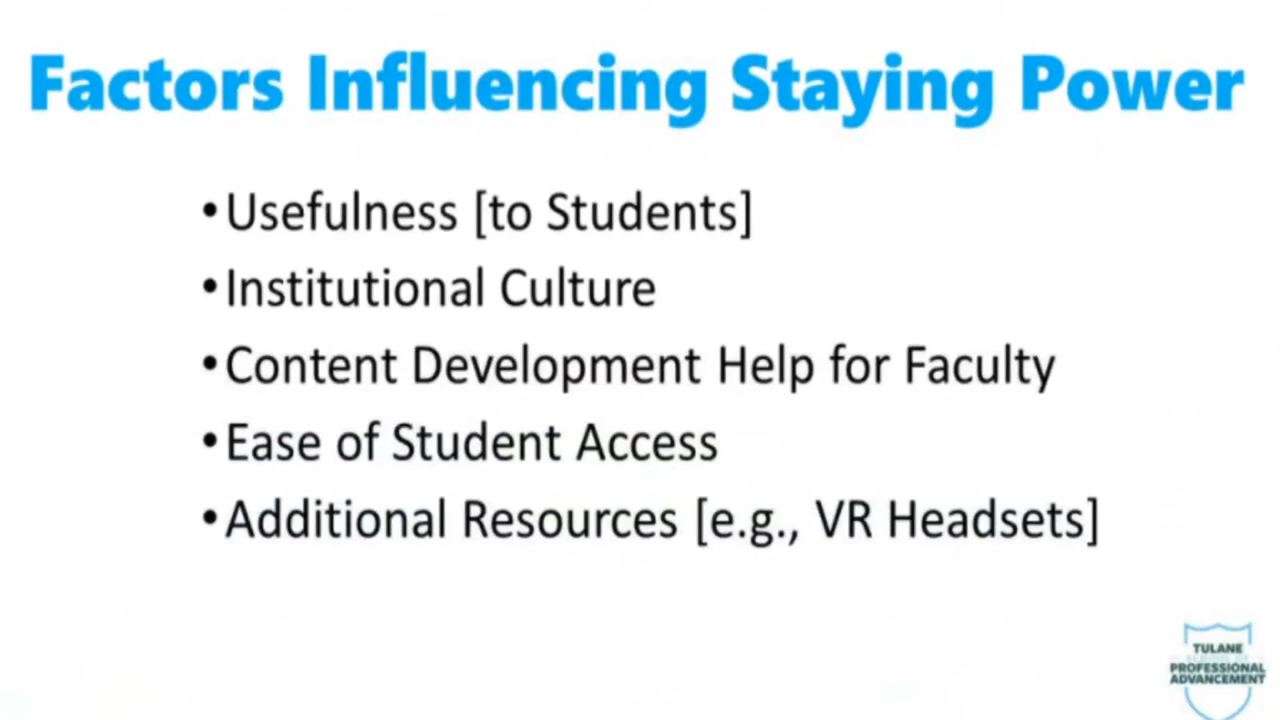 Factors Influencing Staying Power
•Usefulness [to Students]
•Institutional Culture
•Content Development Help for Faculty
•Ease of Student Access
•Additional Resources [e.g., VR Headsets]
TULANE
PROFESSIONAL
ADVANCEMENT